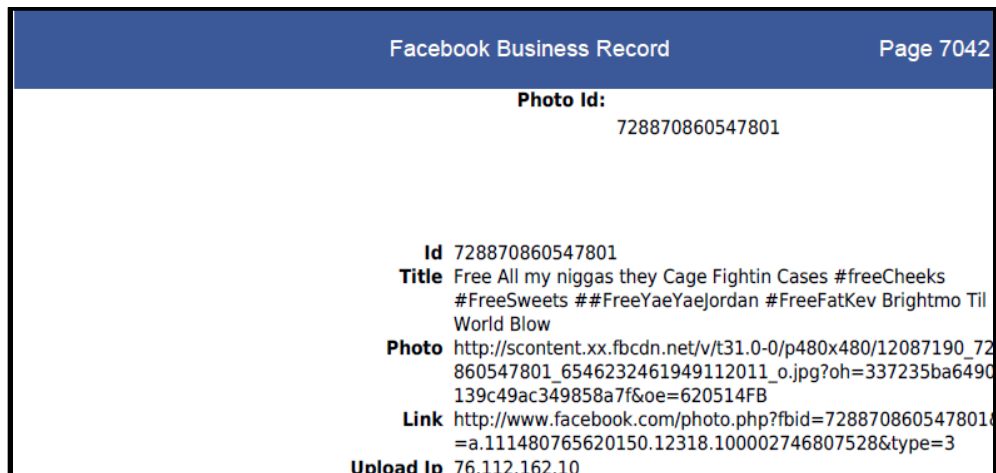 Facebook Business Record Page 7042
Photo Id:
728870860547801
Id 728870860547801
Title Free All my niggas they Cage Fightin Cases #freeCheeks
#FreeSweets ##FreeYaeYaeJordan #FreeFatKev Brightmo Til
World Blow
Photo http://scontent.xx.fbcdn.net/v/t31.0-0/p480x480/12087190_72
860547801_6546232461949112011_o.jpg?oh=337235ba6490
139c49ac349858a7f&oe=620514FB
Link http://www.facebook.com/photo.php?fbid=728870860547801&
=a.111480765620150.12318.100002746807528&type=3
Upload Ip 76.112.162.10